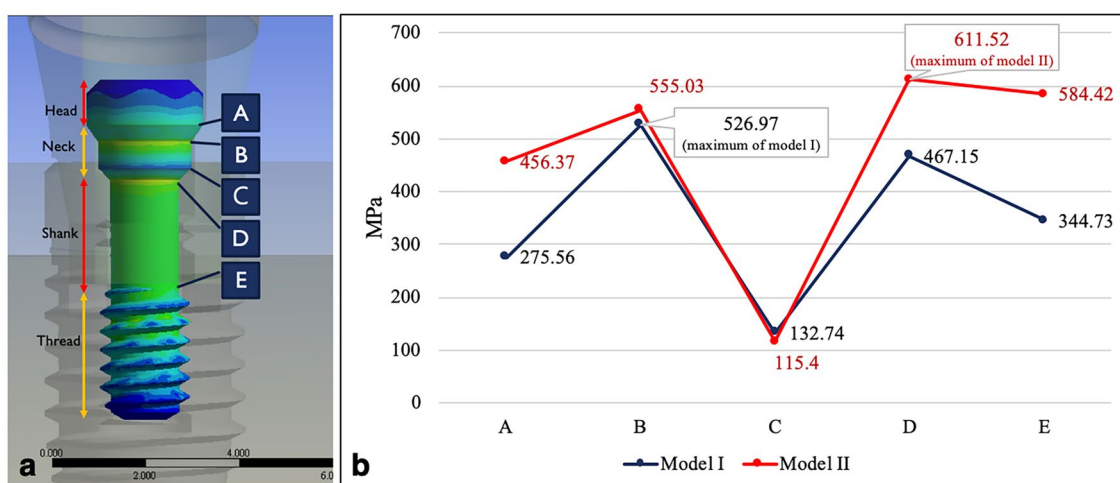 a
Head
Neck
Shank
Thread
A
B
C
D
E
0.000
2.000
4.000
6.0
b
MPa
700
600
500
400
300
200
100
0
456.37
275.56
555.03
526.97
(maximum of model I)
132.74
115.4
611.52
(maximum of model II)
467.15
584.42
344.73
A B C D E
Model I Model II